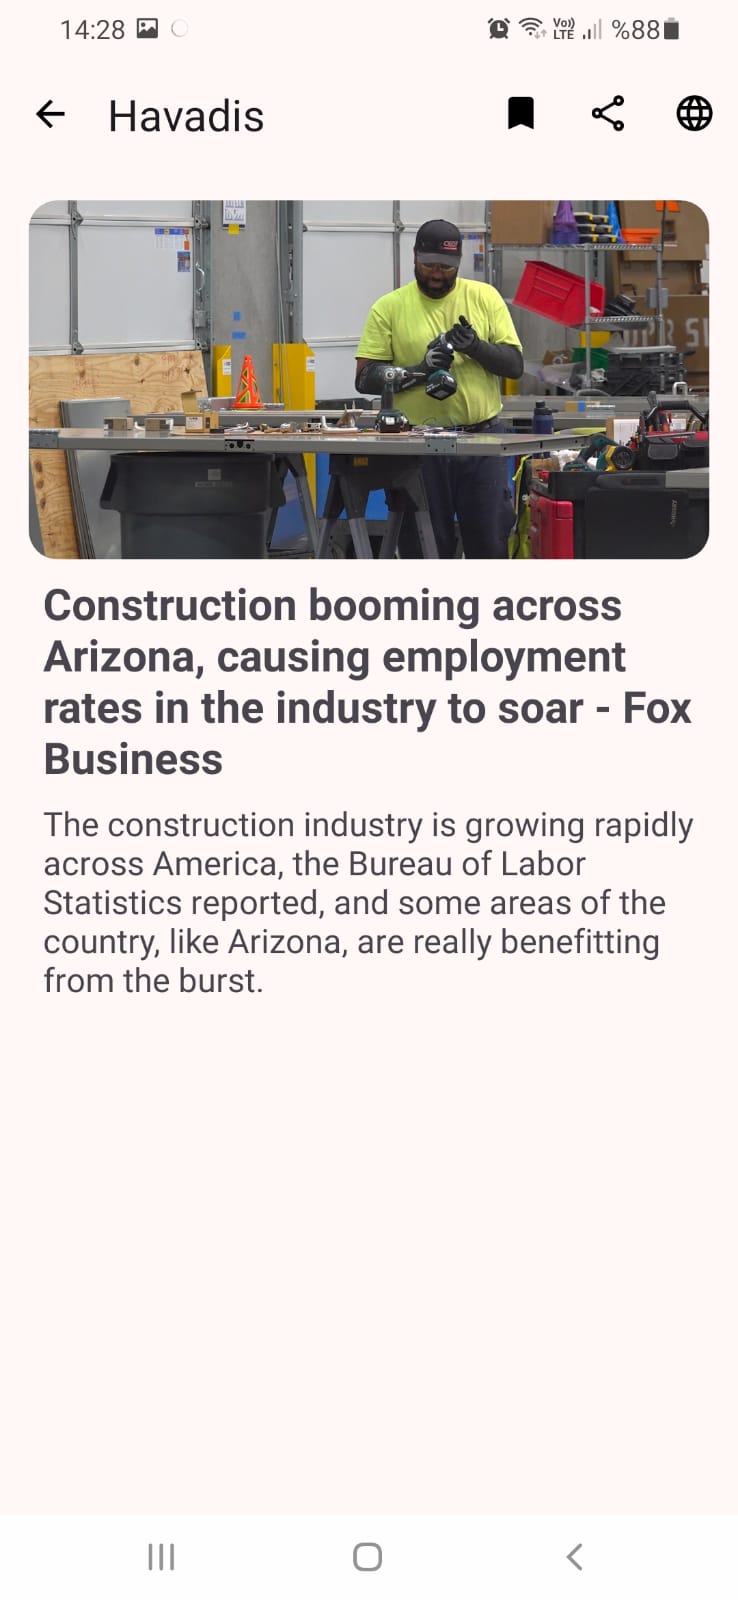 14:28 Vo)) LTE %88
Havadis
Construction booming across
Arizona, causing employment
rates in the industry to soar - Fox
Business
The construction industry is growing rapidly
across America, the Bureau of Labor
Statistics reported, and some areas of the
country, like Arizona, are really benefitting
from the burst.